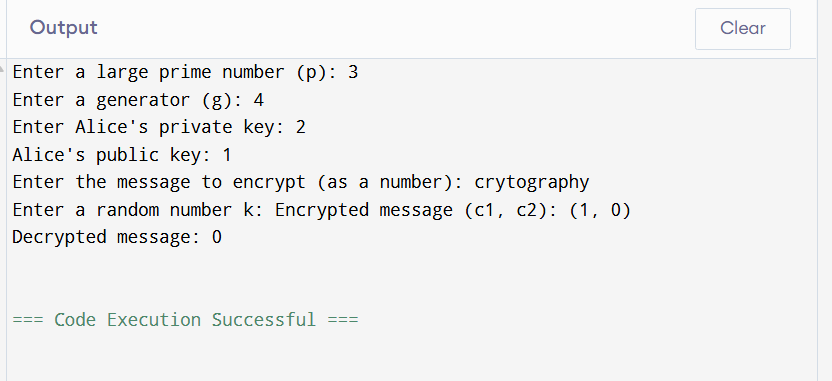 Output
Clear
Enter a large prime number (p): 3
Enter a generator (g): 4
Enter Alice's private key: 2
Alice's public key: 1
Enter the message to encrypt (as a number): crytography
Enter a random number k: Encrypted message (c1, c2): (1, 0)
Decrypted message: 0
=== Code Execution Successful ===